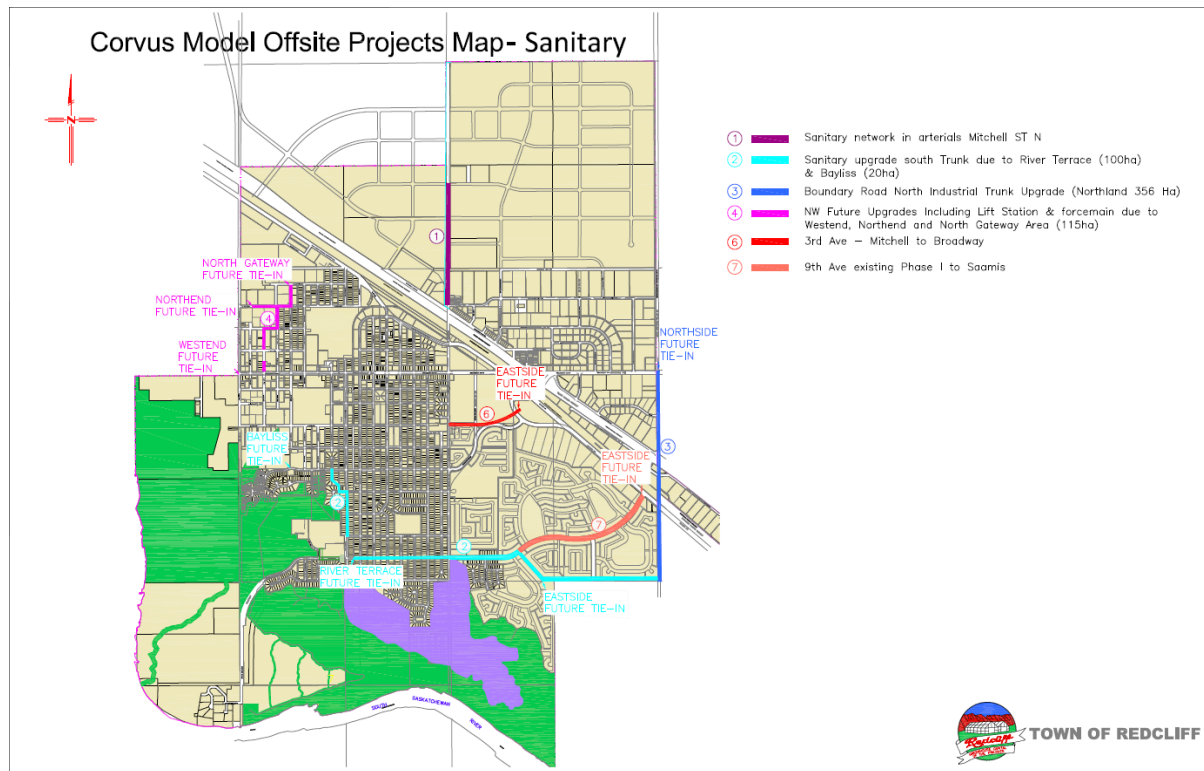 Corvus Model Offsite Projects Map- Sanitary
N
1 Sanitary network in arterials Mitchell ST N
2 Sanitary upgrade south Trunk due to River Terrace (100ha)
& Bayliss (20ha)
3 Boundary Road North Industrial Trunk Upgrade (Northland 356 Ha)
4 NW Future Upgrades Including Lift Station & forcemain due to
Westend, Northend and North Gateway Area (115ha)
6 3rd Ave – Mitchell to Broadway
7 9th Ave existing Phase I to Saamis
1
NORTH GATEWAY
FUTURE TIE-IN
NORTHEND
FUTURE TIE-IN
4
WESTEND
FUTURE
TIE-IN
NORTHSIDE
FUTURE
TIE-IN
EASTSIDE
FUTURE
TIE-IN
6
BAYLISS
FUTURE
TIE-IN
3
EASTSIDE
FUTURE
TIE-IN
2
7
2
RIVER TERRACE
FUTURE TIE-IN
EASTSIDE
FUTURE TIE-IN
SOUTH SASKATCHEWAN RIVER
Redcliff
TOWN OF REDCLIFF